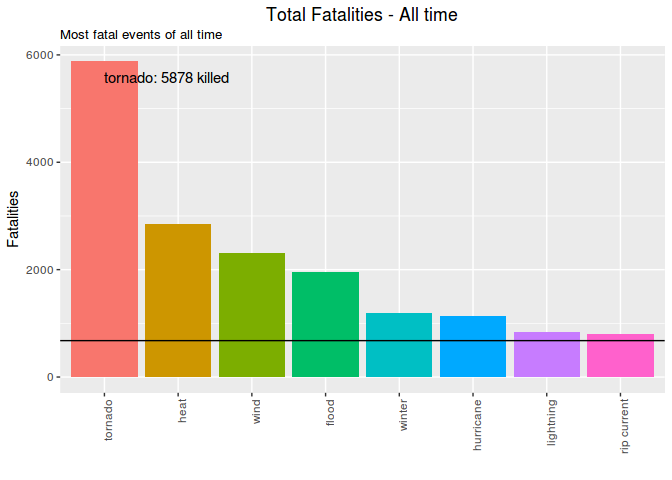 Total Fatalities - All time
Most fatal events of all time
6000
tornado: 5878 killed
4000
Fatalities
2000
0
tornado
heat
wind
flood
winter
hurricane
lightning
rip current